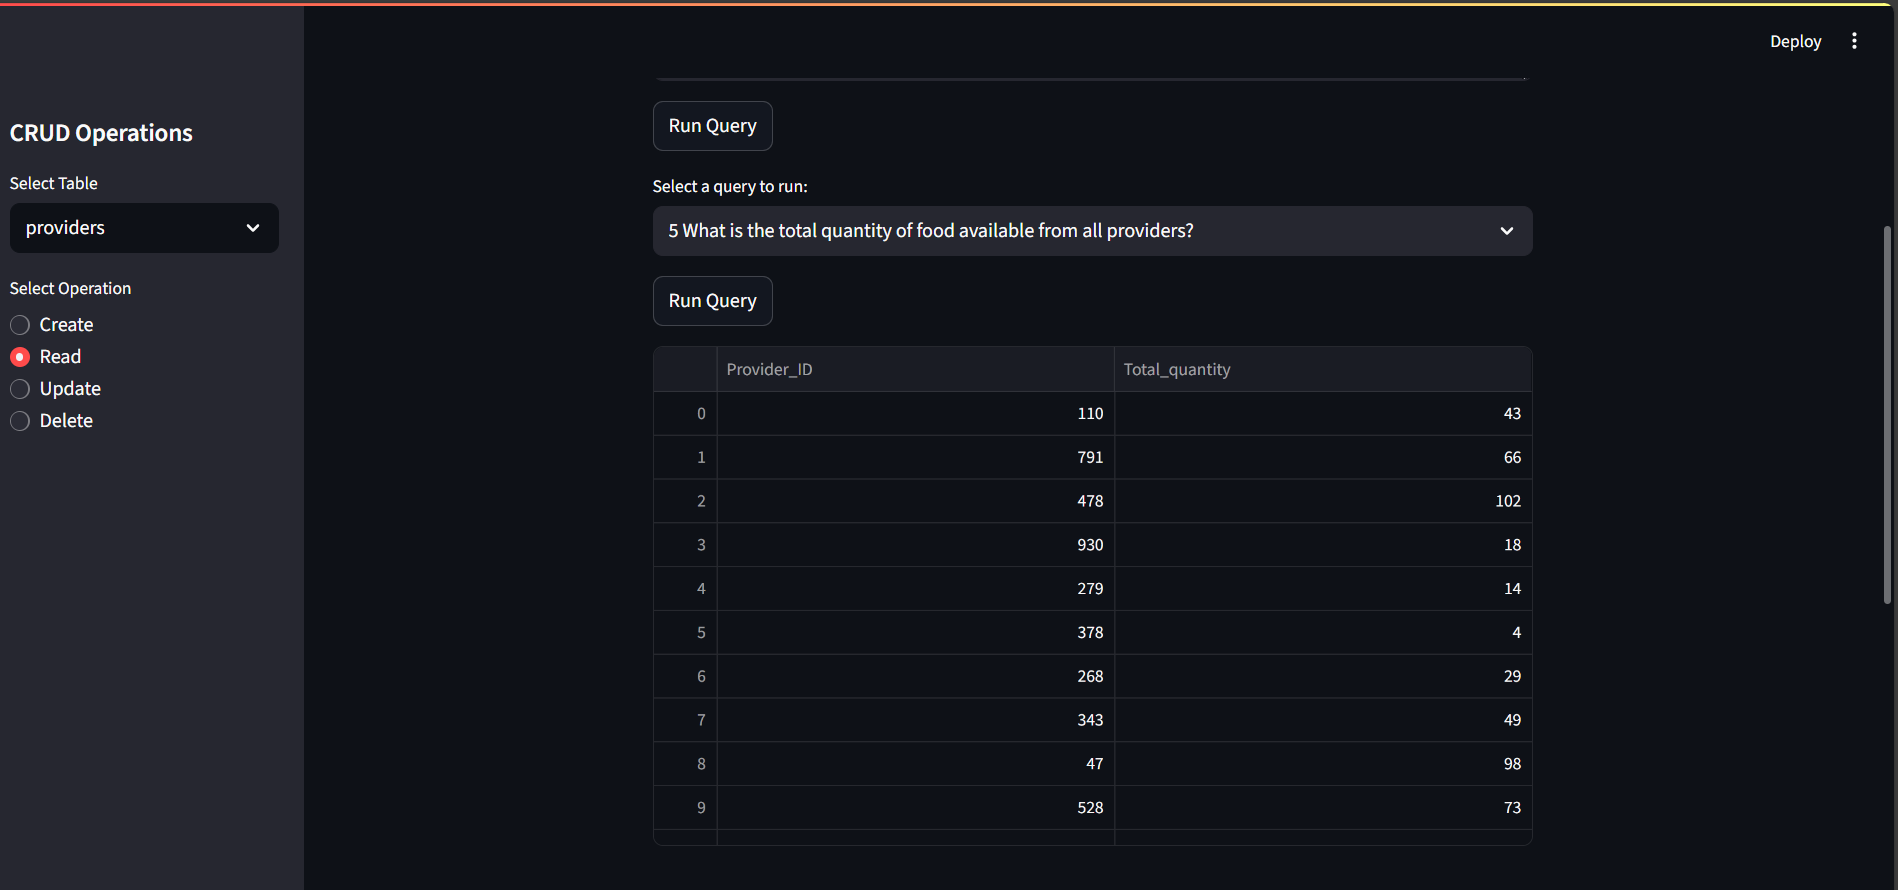 Deploy
CRUD Operations
Select Table
providers
Select Operation
Create
Read
Update
Delete
Run Query
Select a query to run:
5 What is the total quantity of food available from all providers?
Run Query
Provider_ID Total_quantity
0 110 43
1 791 66
2 478 102
3 930 18
4 279 14
5 378 4
6 268 29
7 343 49
8 47 98
9 528 73